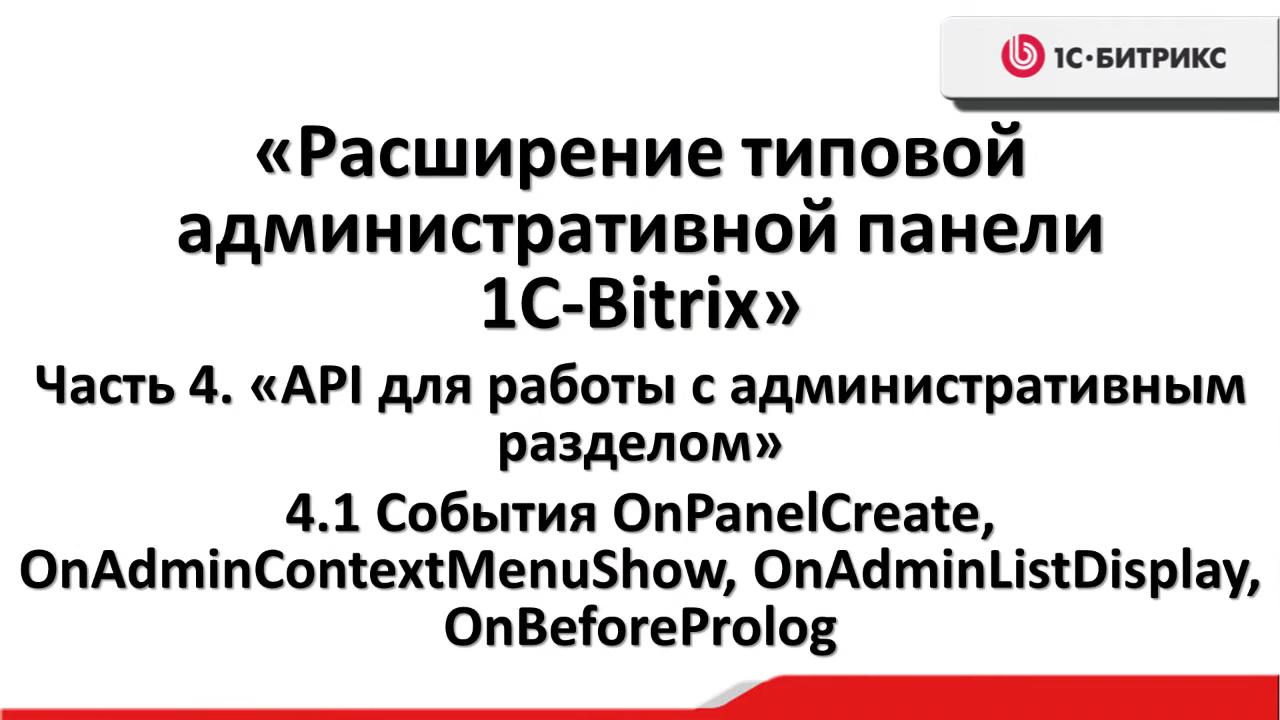 1С·БИТРИКС
«Расширение типовой
административной панели
1C-Bitrix»
Часть 4. «API для работы с административным
разделом»
4.1 События OnPanelCreate,
OnAdminContextMenuShow, OnAdminListDisplay,
OnBeforeProlog